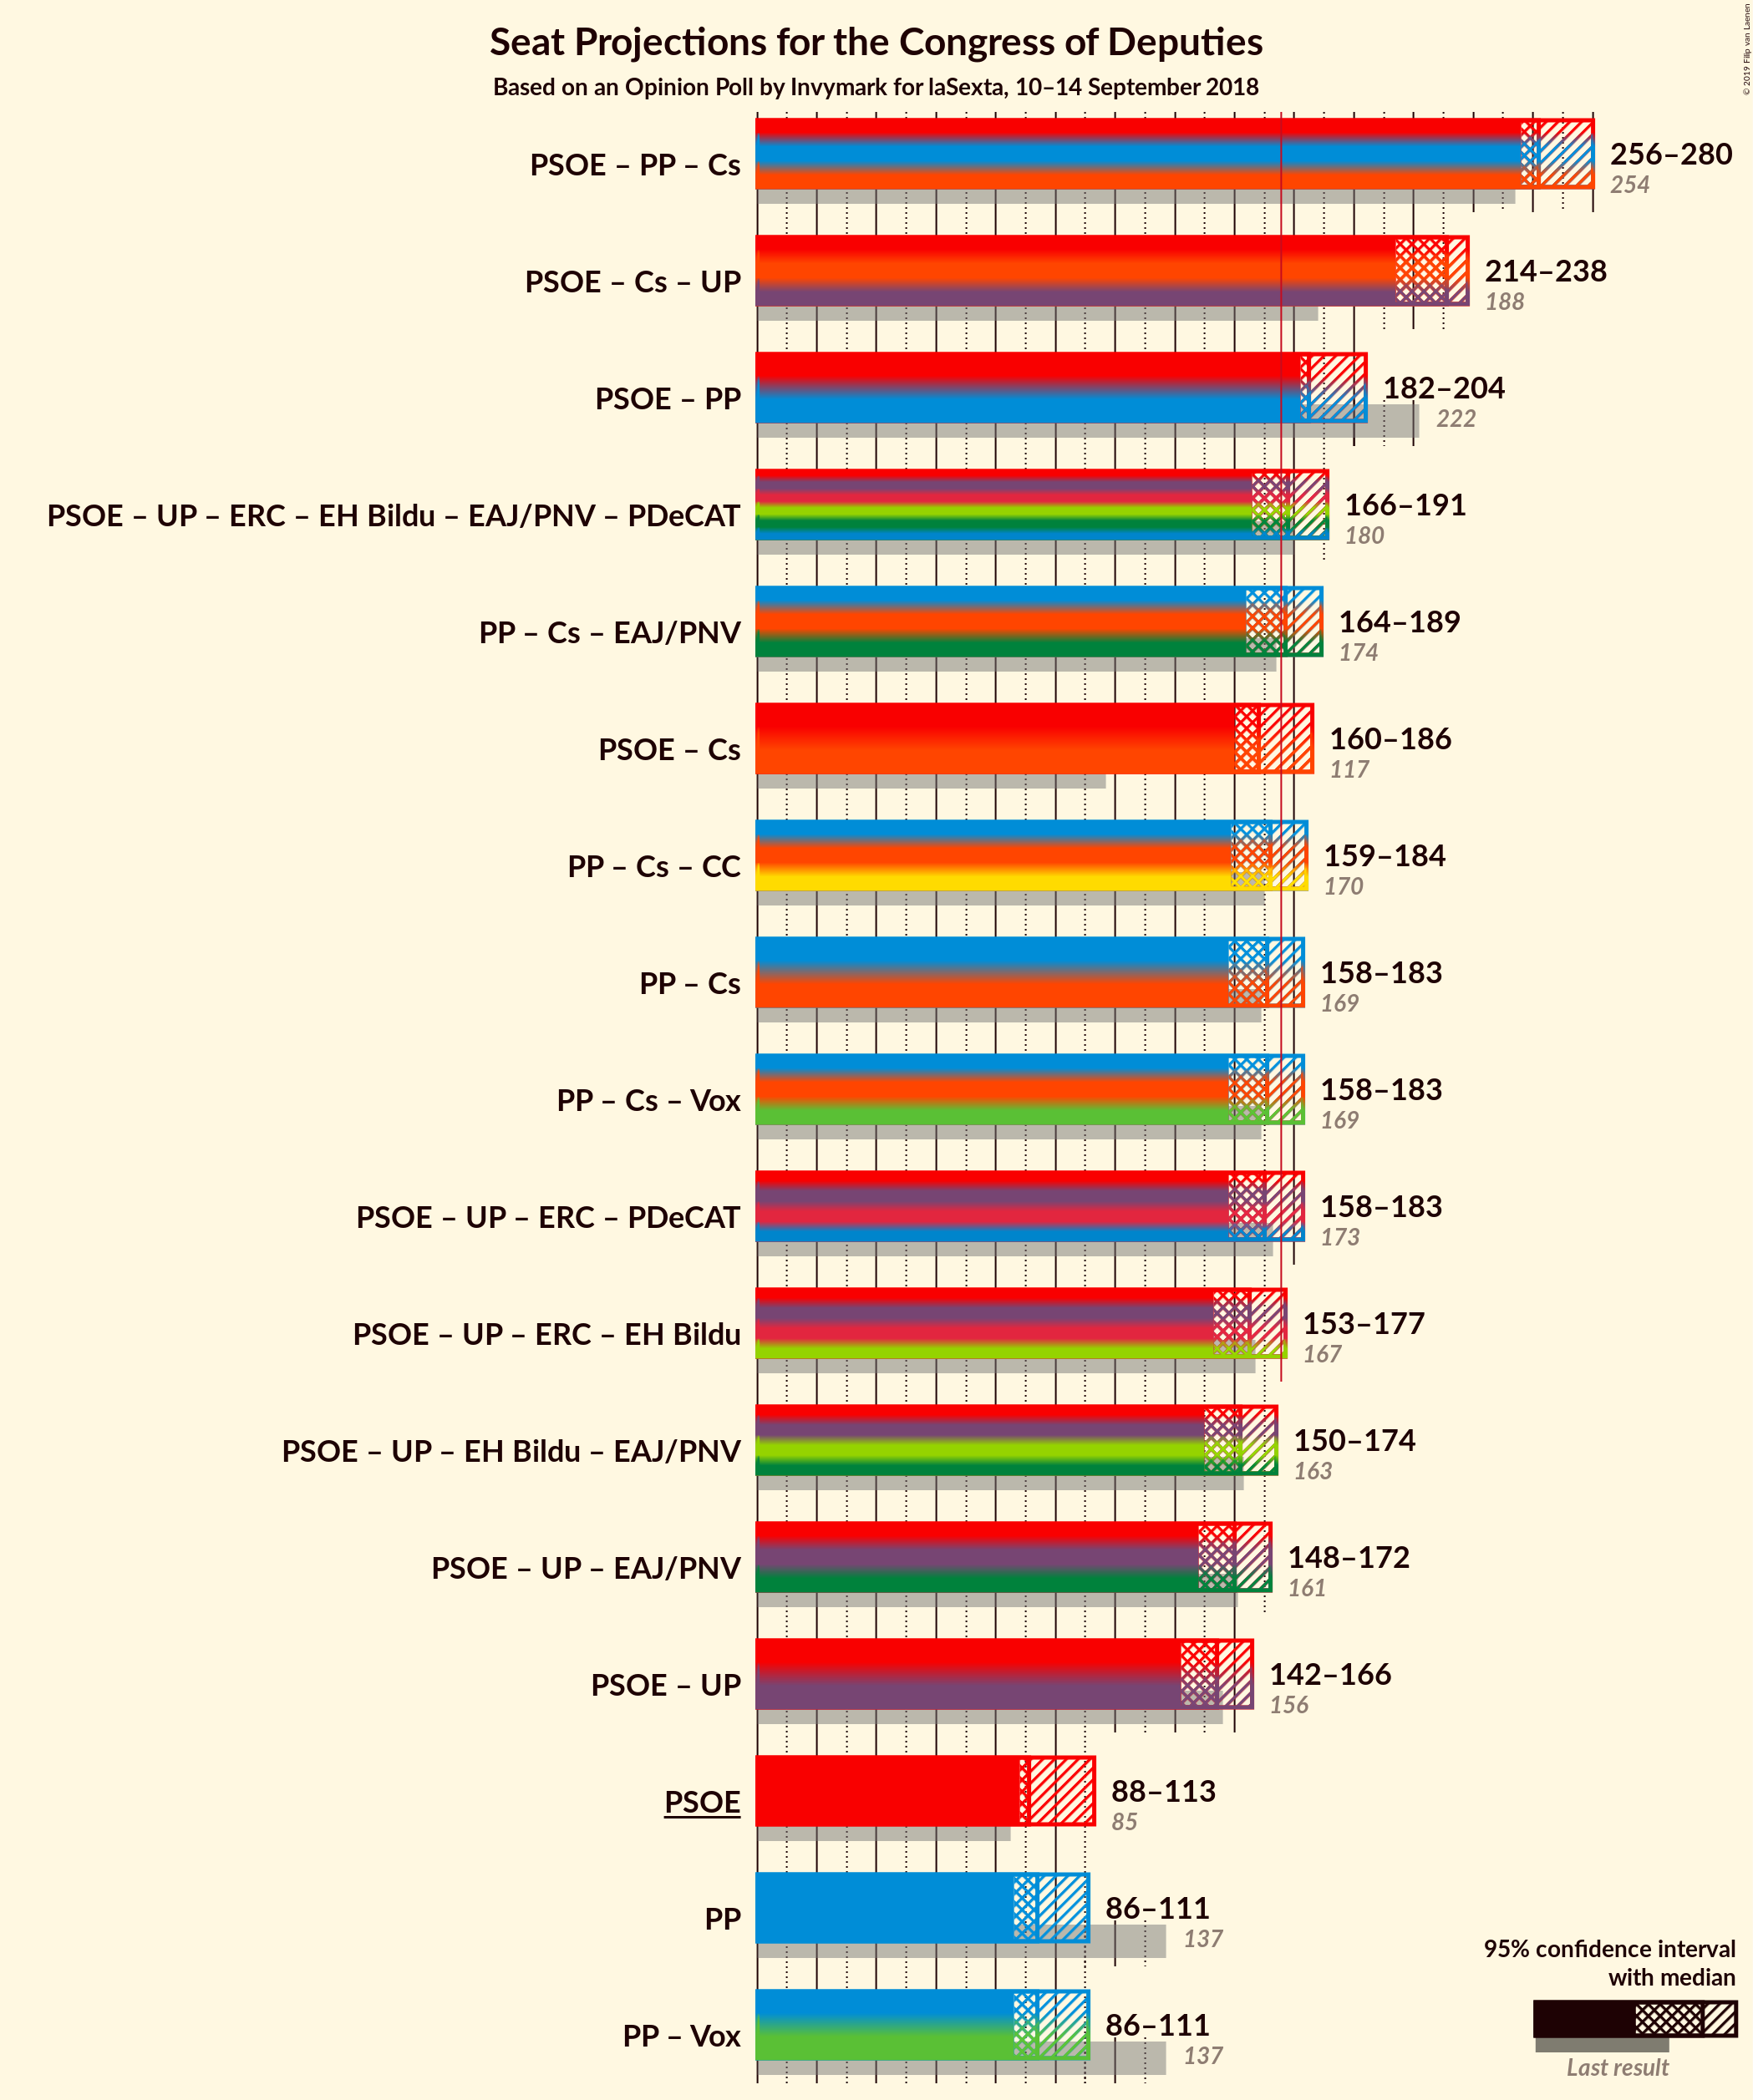 Seat Projections for the Congress of Deputies
Based on an Opinion Poll by Invymark for laSexta, 10–14 September 2018
© 2019 Filip van Laenen
PSOE – PP – Cs
256–280
254
PSOE – Cs – UP
214–238
188
PSOE – PP
182–204
222
PSOE – UP – ERC – EH Bildu – EAJ/PNV – PDeCAT
166–191
180
PP – Cs – EAJ/PNV
164–189
174
PSOE – Cs
160–186
117
PP – Cs – CC
159–184
170
PP – Cs
158–183
169
PP – Cs – Vox
158–183
169
PSOE – UP – ERC – PDeCAT
158–183
173
PSOE – UP – ERC – EH Bildu
153–177
167
PSOE – UP – EH Bildu – EAJ/PNV
150–174
163
PSOE – UP – EAJ/PNV
148–172
161
PSOE – UP
142–166
156
PSOE
88–113
85
PP
86–111
137
PP – Vox
86–111
137
95% confidence interval
with median
Last result